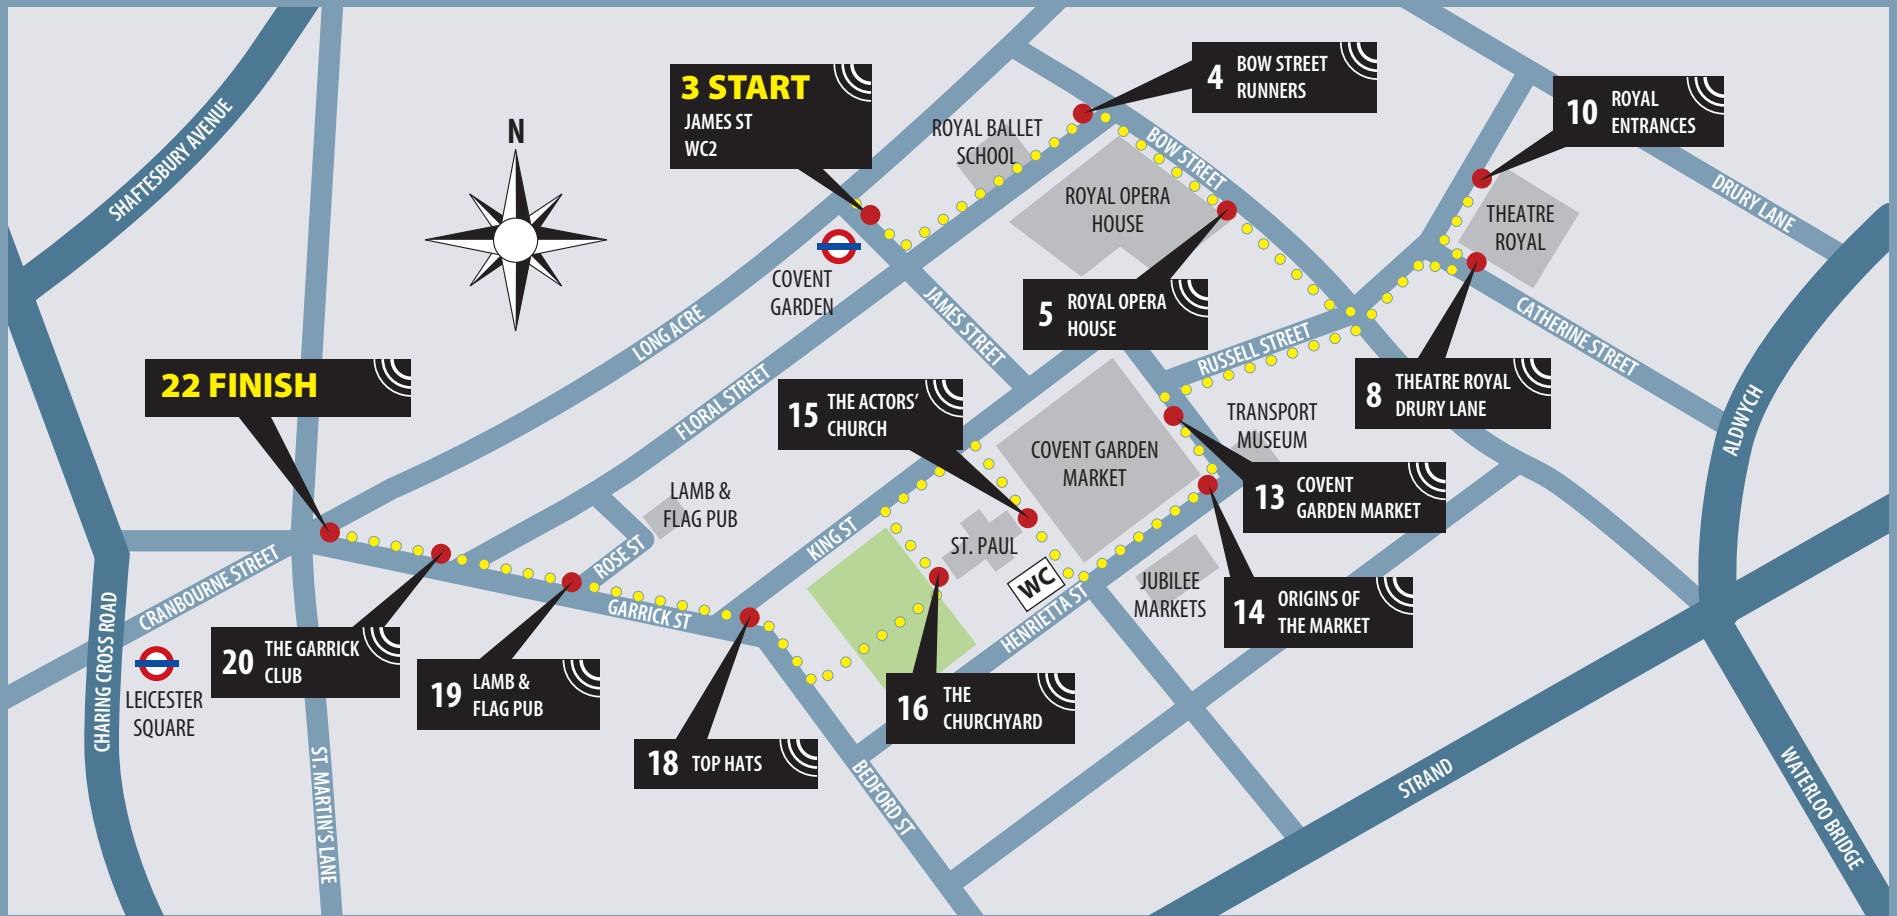 3 START
JAMES ST
WC2
4
BOW STREET
RUNNERS
10
ROYAL
ENTRANCES
SHAFTESBURY AVENUE
N
ROYAL BALLET
SCHOOL
BOW STREET
ROYAL OPERA
HOUSE
DRURY LANE
THEATRE
ROYAL
COVENT
GARDEN
5
ROYAL OPERA
HOUSE
JAMES STREET
LONG ACRE
RUSSELL STREET
CATHERINE STREET
22 FINISH
FLORAL STREET
15
THE ACTORS'
CHURCH
8
THEATRE ROYAL
DRURY LANE
TRANSPORT
MUSEUM
COVENT GARDEN
MARKET
ALDWYCH
13
COVENT
GARDEN MARKET
LAMB &
FLAG PUB
KING ST
ST. PAUL
ROSE ST
WC
JUBILEE
MARKETS
CRANBOURNE STREET
GARRICK ST
HENRIETTA ST
14
ORIGINS OF
THE MARKET
CHARING CROSS ROAD
LEICESTER
SQUARE
20
THE GARRICK
CLUB
19
LAMB &
FLAG PUB
16
THE
CHURCHYARD
18
TOP HATS
ST. MARTIN'S LANE
BEDFORD ST
STRAND
WATERLOO BRIDGE